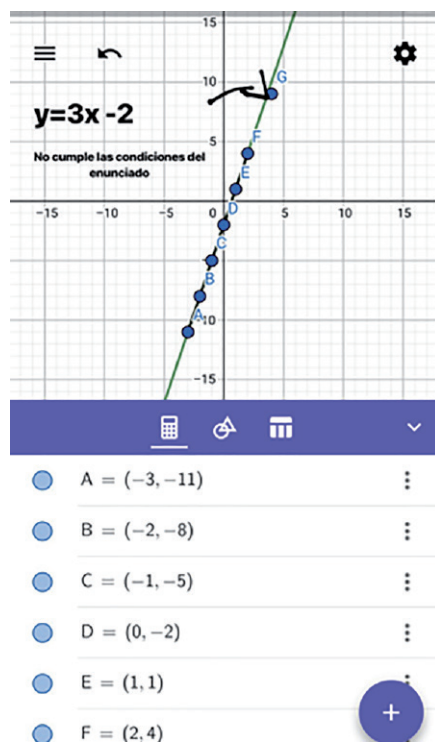 15
10
G
y=3x -2
5
F
No cumple las condiciones del
enunciado
E
-15 -10 -5 0 D 5 10 15
C
B
A
-10
-15
A = (-3, -11)
B = (-2, -8)
C = (-1, -5)
D = (0, -2)
E = (1, 1)
F = (2, 4)
+